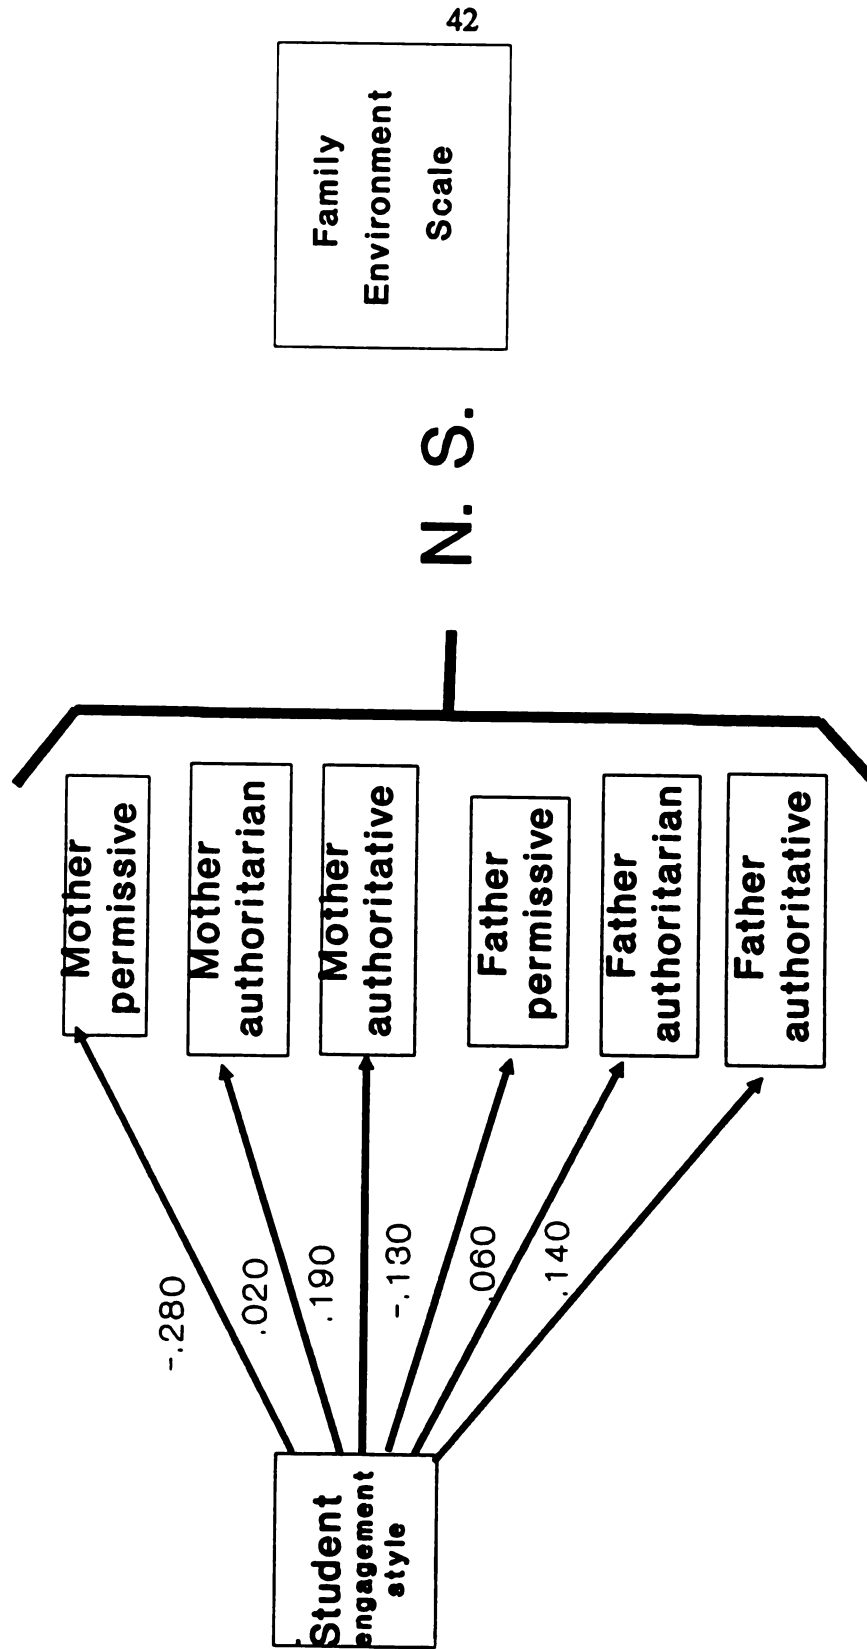 42
Family
Environment
Scale
N. S.
Mother
permissive
Mother
authoritarian
Mother
authoritative
Father
permissive
Father
authoritarian
Father
authoritative
-.280
.020
.190
-.130
.060
.140
Student
engagement
style